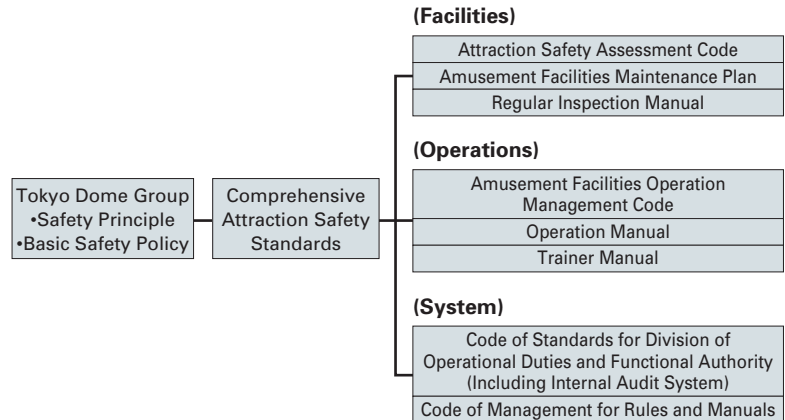 (Facilities)
Attraction Safety Assessment Code
Amusement Facilities Maintenance Plan
Regular Inspection Manual
(Operations)
Amusement Facilities Operation
Management Code
Operation Manual
Trainer Manual
Tokyo Dome Group
•Safety Principle
•Basic Safety Policy
Comprehensive
Attraction Safety
Standards
(System)
Code of Standards for Division of
Operational Duties and Functional Authority
(Including Internal Audit System)
Code of Management for Rules and Manuals